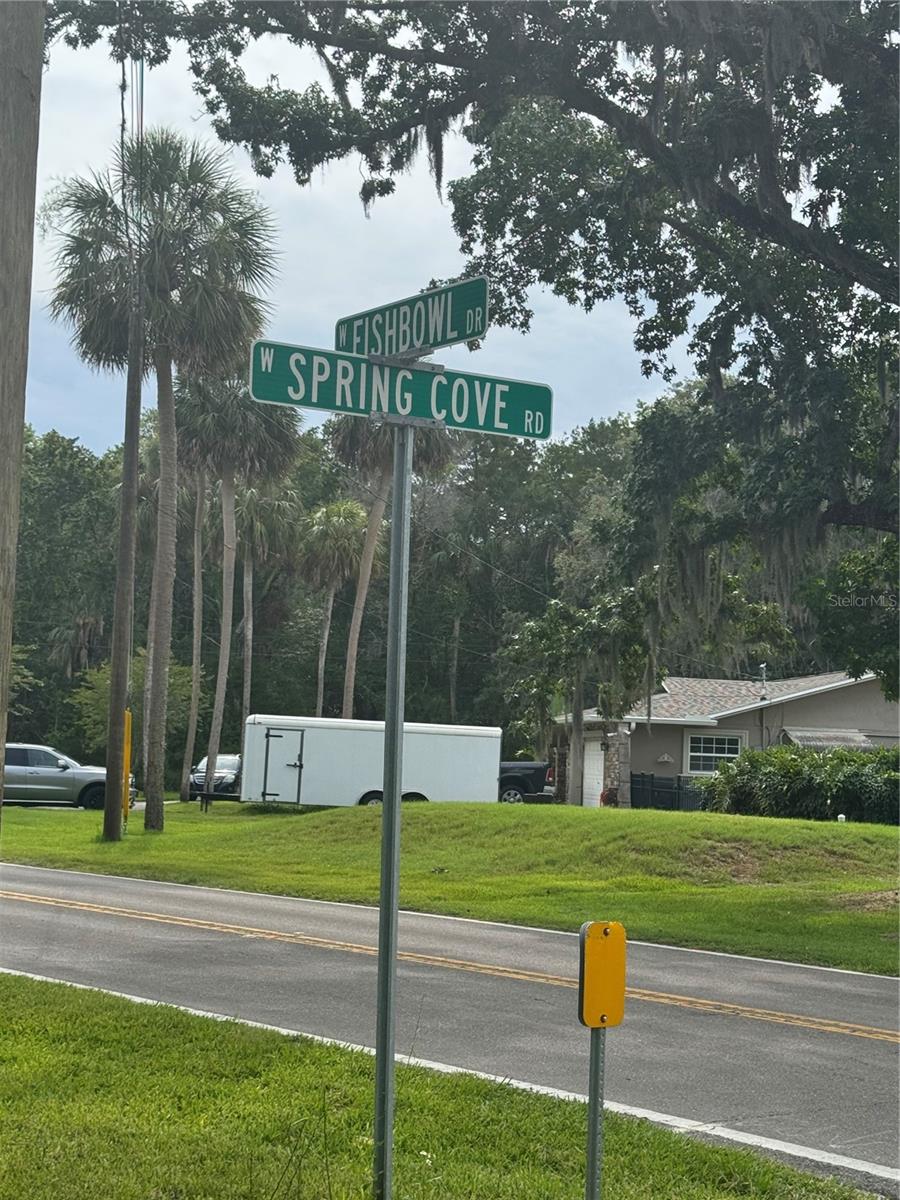 W FISHBOWL DR
W SPRING COVE RD
StellarMLS